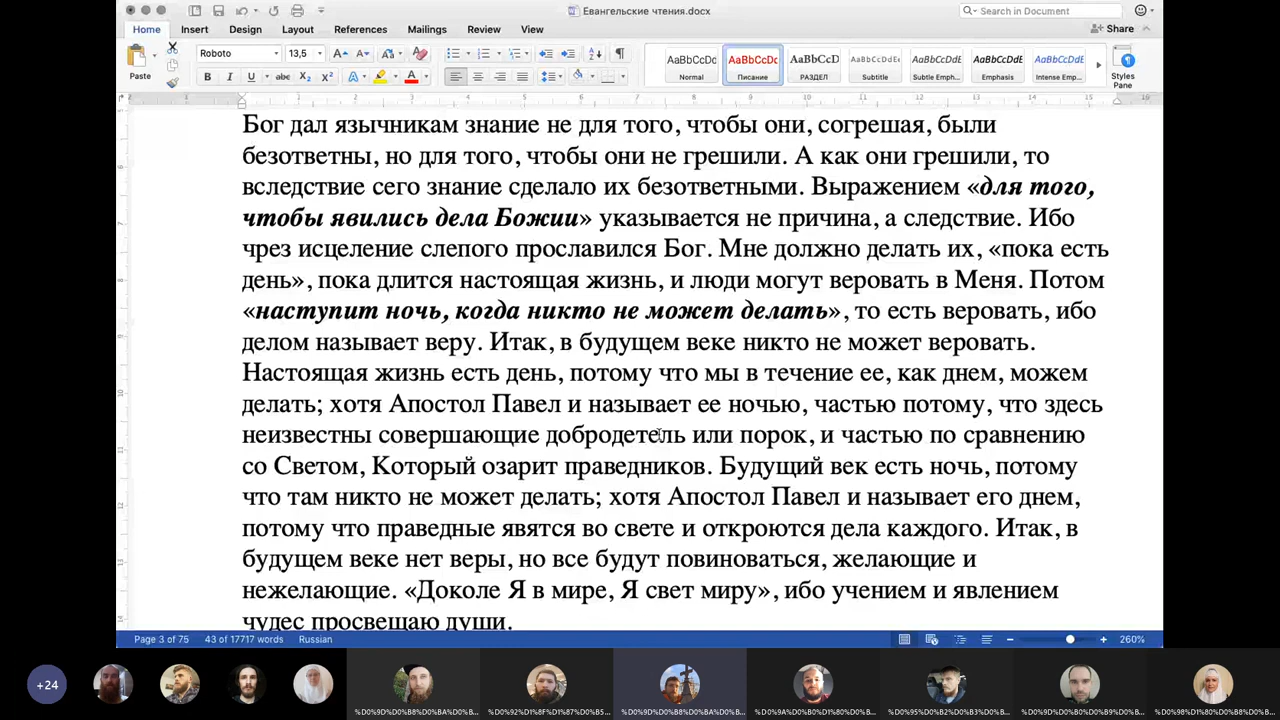 Евангельские чтения.docx
Search in Document
Home Insert Design Layout References Mailings Review View
Share
Paste
Roboto 13,5
B I U abc X₂ X² A A
AaBbCcDc AaBbCcDc AaBbCcD AaBbCcDc AaBbCcDdE AaBbCcDdE AaBbCcDdE
Normal Писание РАЗДЕЛ Subtitle Subtle Emph... Emphasis Intense Emp...
Styles
Pane
Бог дал язычникам знание не для того, чтобы они, согрешая, были
безответны, но для того, чтобы они не грешили. А как они грешили, то
вследствие сего знание сделало их безответными. Выражением «для того,
чтобы явились дела Божии» указывается не причина, а следствие. Ибо
чрез исцеление слепого прославился Бог. Мне должно делать их, «пока есть
день», пока длится настоящая жизнь, и люди могут веровать в Меня. Потом
«наступит ночь, когда никто не может делать», то есть веровать, ибо
делом называет веру. Итак, в будущем веке никто не может веровать.
Настоящая жизнь есть день, потому что мы в течение ее, как днем, можем
делать; хотя Апостол Павел и называет ее ночью, частью потому, что здесь
неизвестны совершающие добродетель или порок, и частью по сравнению
со Светом, Который озарит праведников. Будущий век есть ночь, потому
что там никто не может делать; хотя Апостол Павел и называет его днем,
потому что праведные явятся во свете и откроются дела каждого. Итак, в
будущем веке нет веры, но все будут повиноваться, желающие и
нежелающие. «Доколе Я в мире, Я свет миру», ибо учением и явлением
чудес просвещаю души.
Page 3 of 75 43 of 17717 words Russian 260%
+24